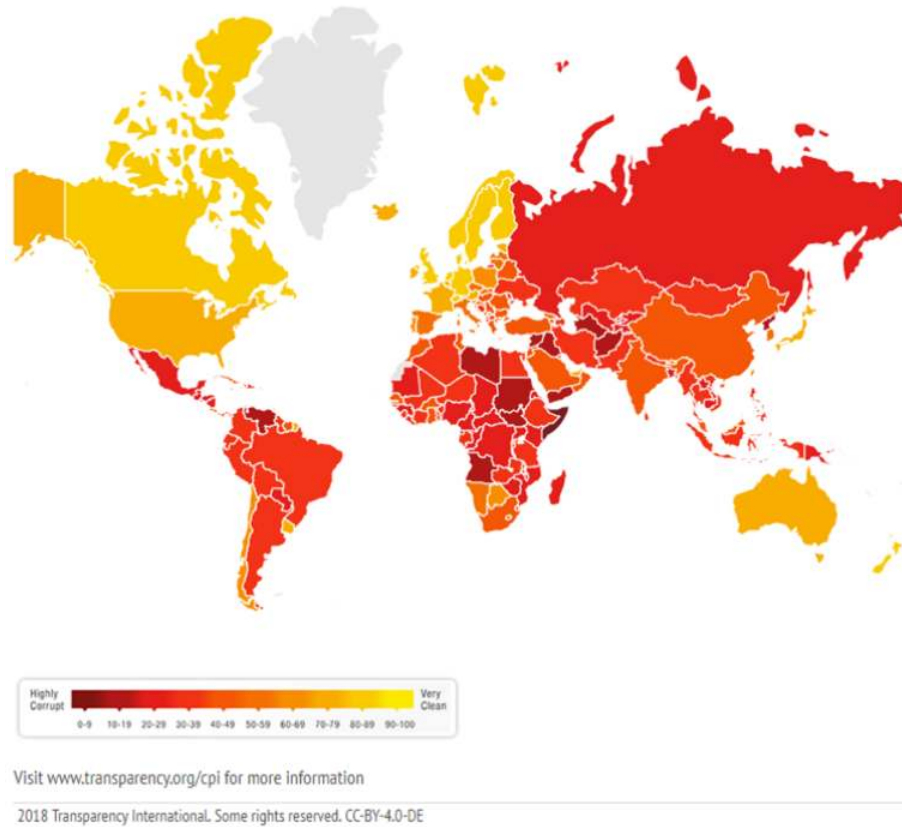 Highly
Corrupt
Very
Clean
0-9 10-19 20-29 30-39 40-49 50-59 60-69 70-79 80-89 90-100
Visit www.transparency.org/cpi for more information
2018 Transparency International. Some rights reserved. CC-BY-4.0-DE